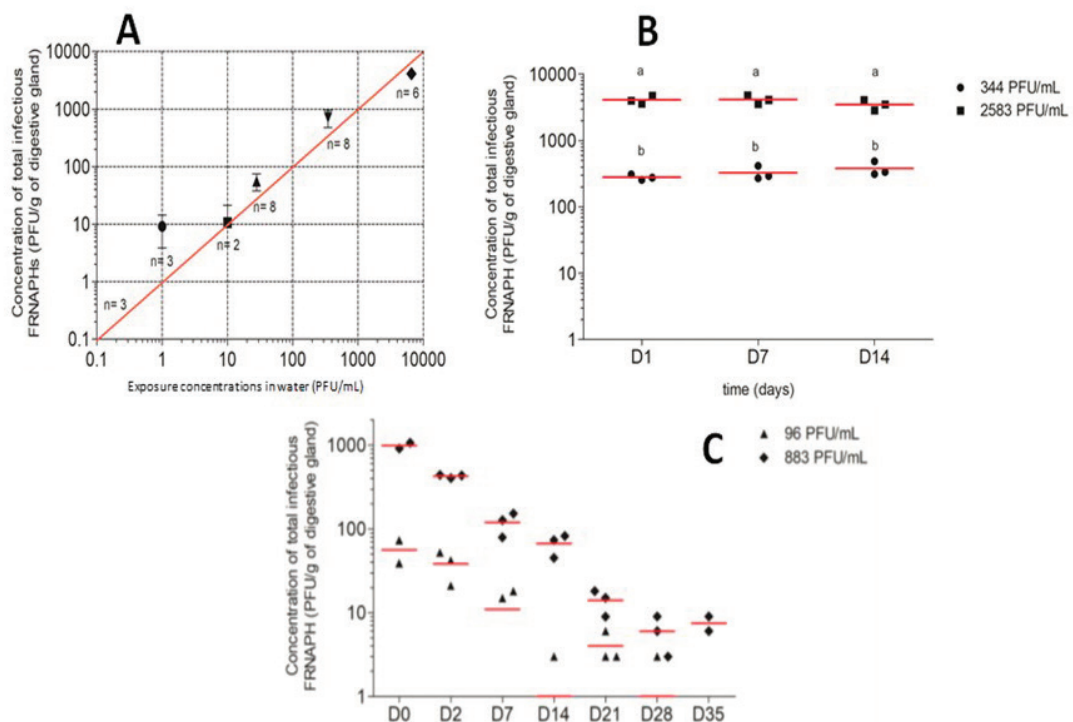 A
Concentration of total infectious
FRNAPHs (PFU/g of digestive gland)
10000
1000
100
10
1
0.1
n= 6
n= 8
n= 8
n= 2
n= 3
n= 3
0.1 1 10 100 1000 10000
Exposure concentrations in water (PFU/mL)
B
Concentration of total infectious
FRNAPH (PFU/g of digestive gland)
10000
1000
100
10
1
a a a
b b b
344 PFU/mL
2583 PFU/mL
D1 D7 D14
time (days)
C
Concentration of total infectious
FRNAPH (PFU/g of digestive gland)
1000
100
10
1
96 PFU/mL
883 PFU/mL
D0 D2 D7 D14 D21 D28 D35